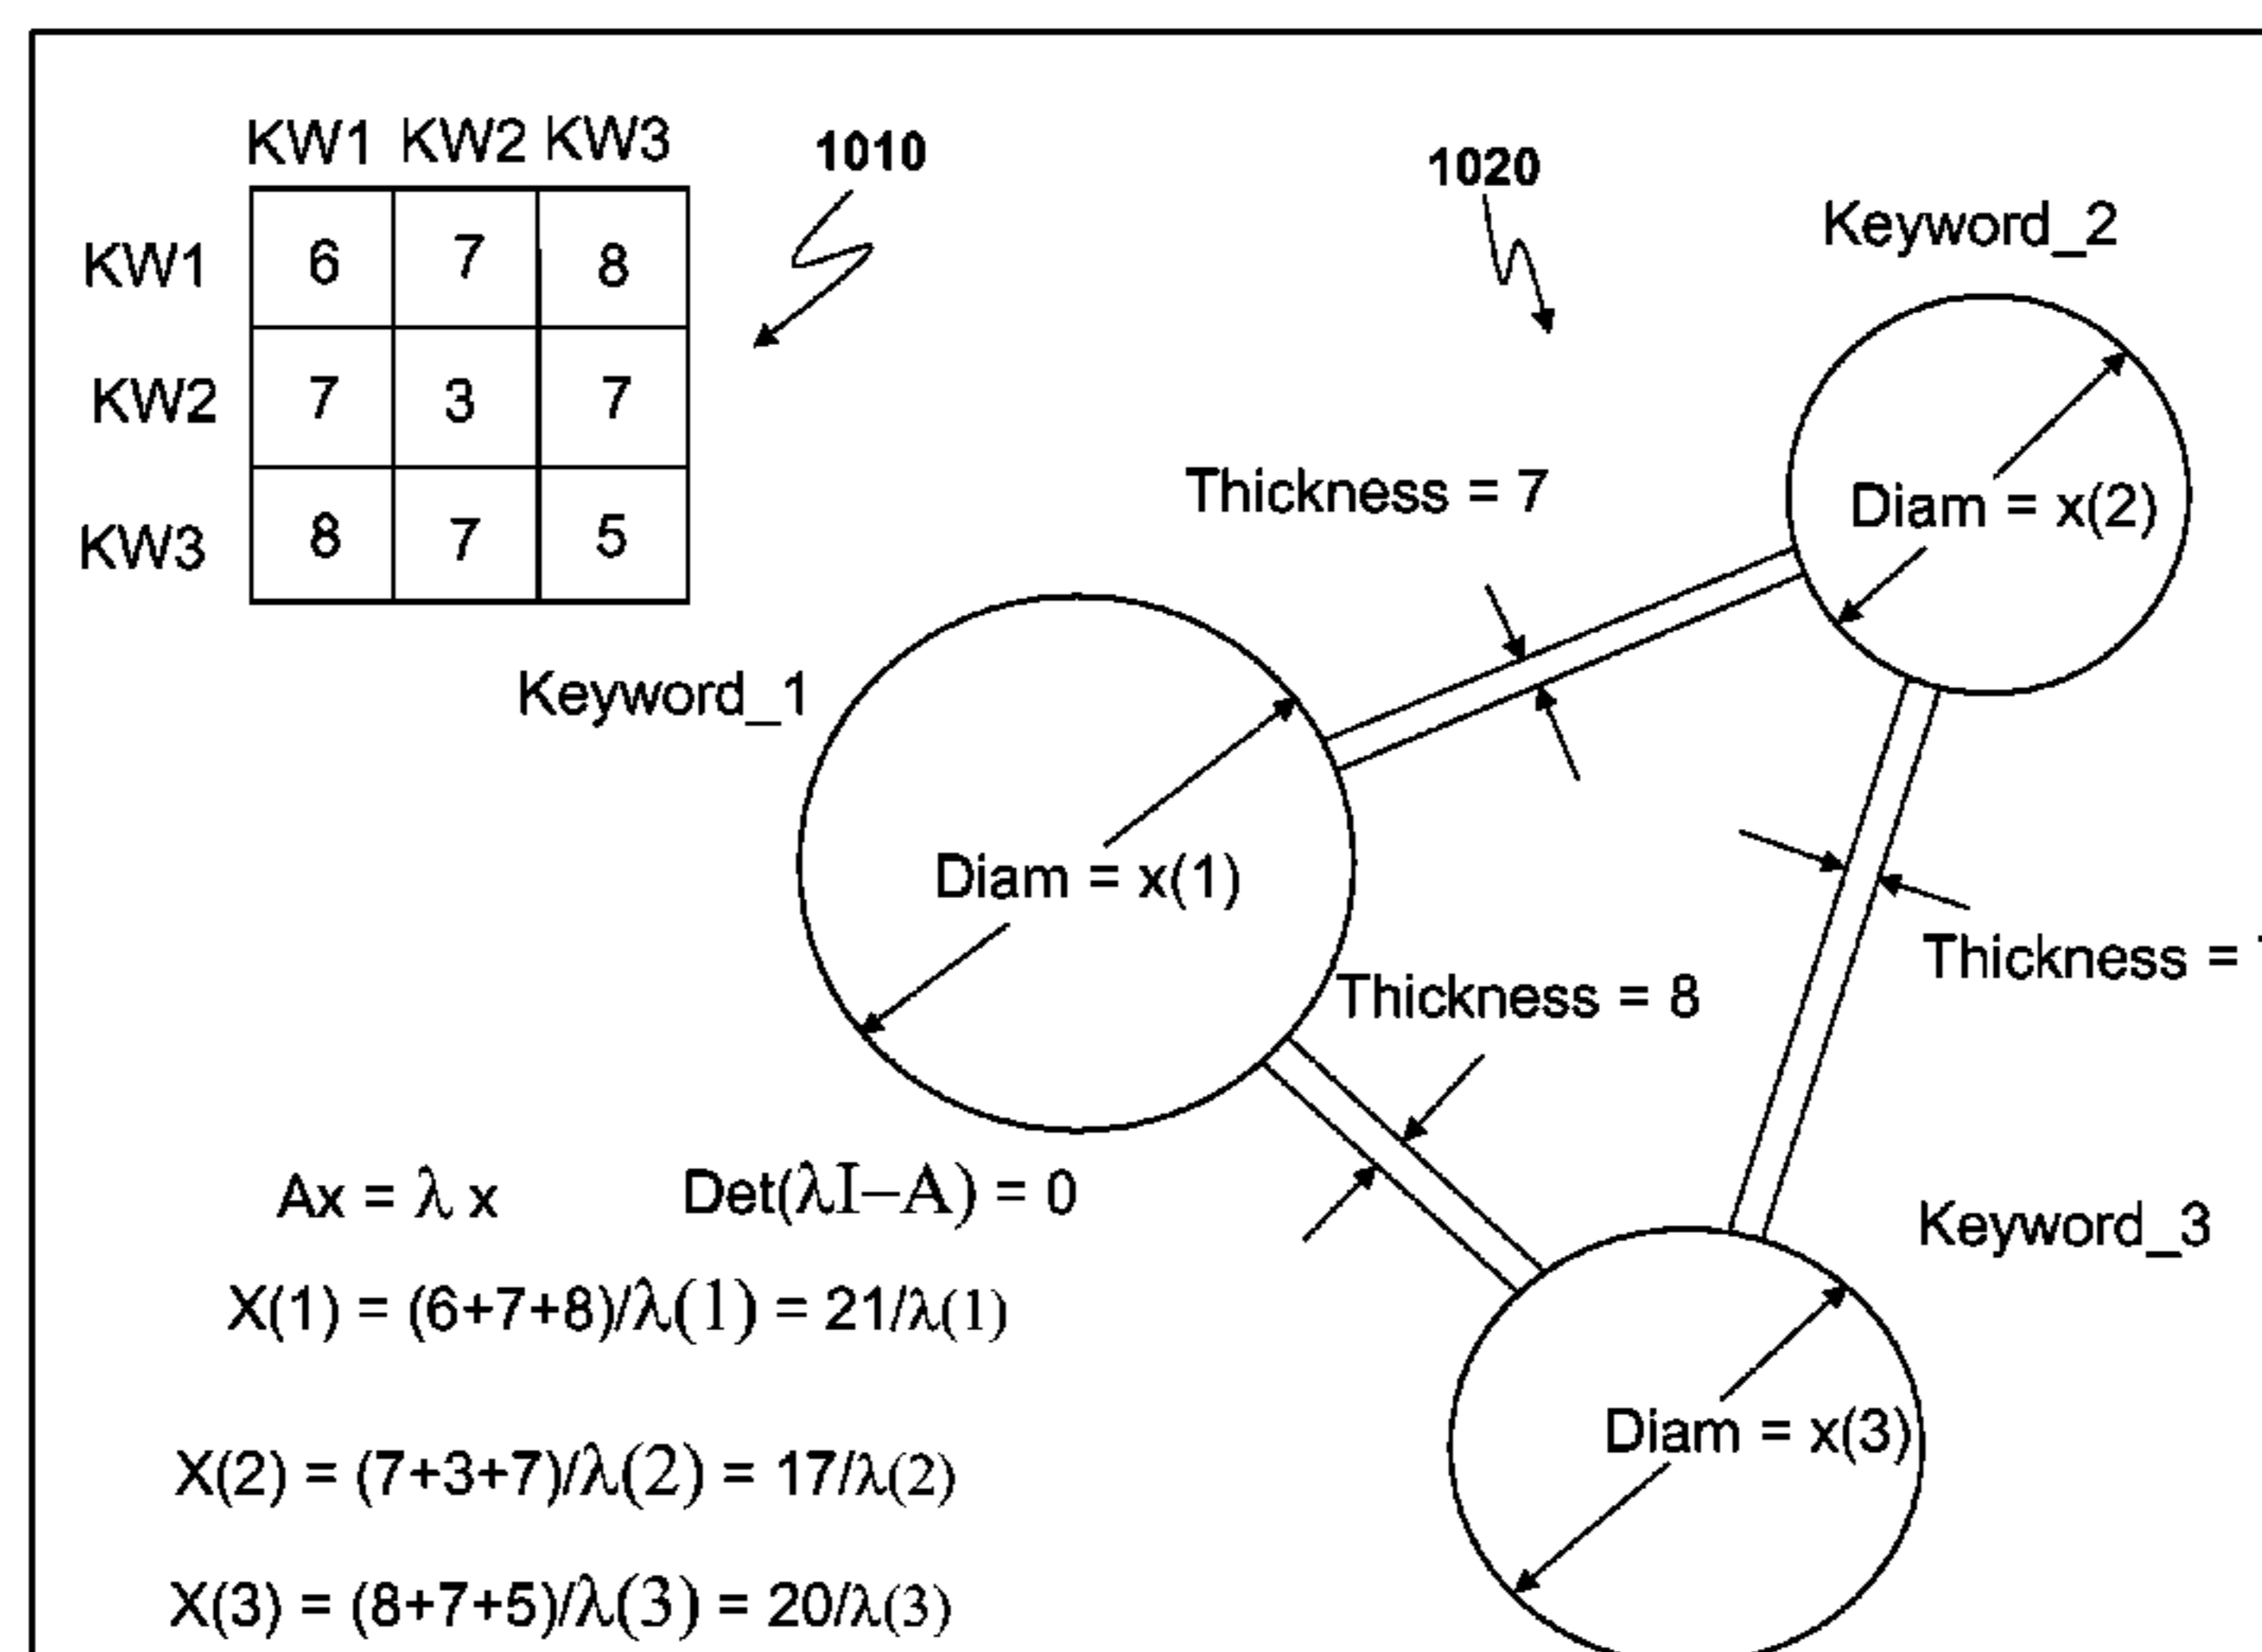 KW1 KW2 KW3
1010
1020
Keyword_2
KW1 6 7 8
KW2 7 3 7
KW3 8 7 5
Thickness = 7
Diam = x(2)
Keyword_1
Diam = x(1)
Thickness =
Thickness = 8
Ax = λ x
Det(λI–A) = 0
Keyword_3
X(1) = (6+7+8)/λ(1) = 21/λ(1)
Diam = x(3)
X(2) = (7+3+7)/λ(2) = 17/λ(2)
X(3) = (8+7+5)/λ(3) = 20/λ(3)